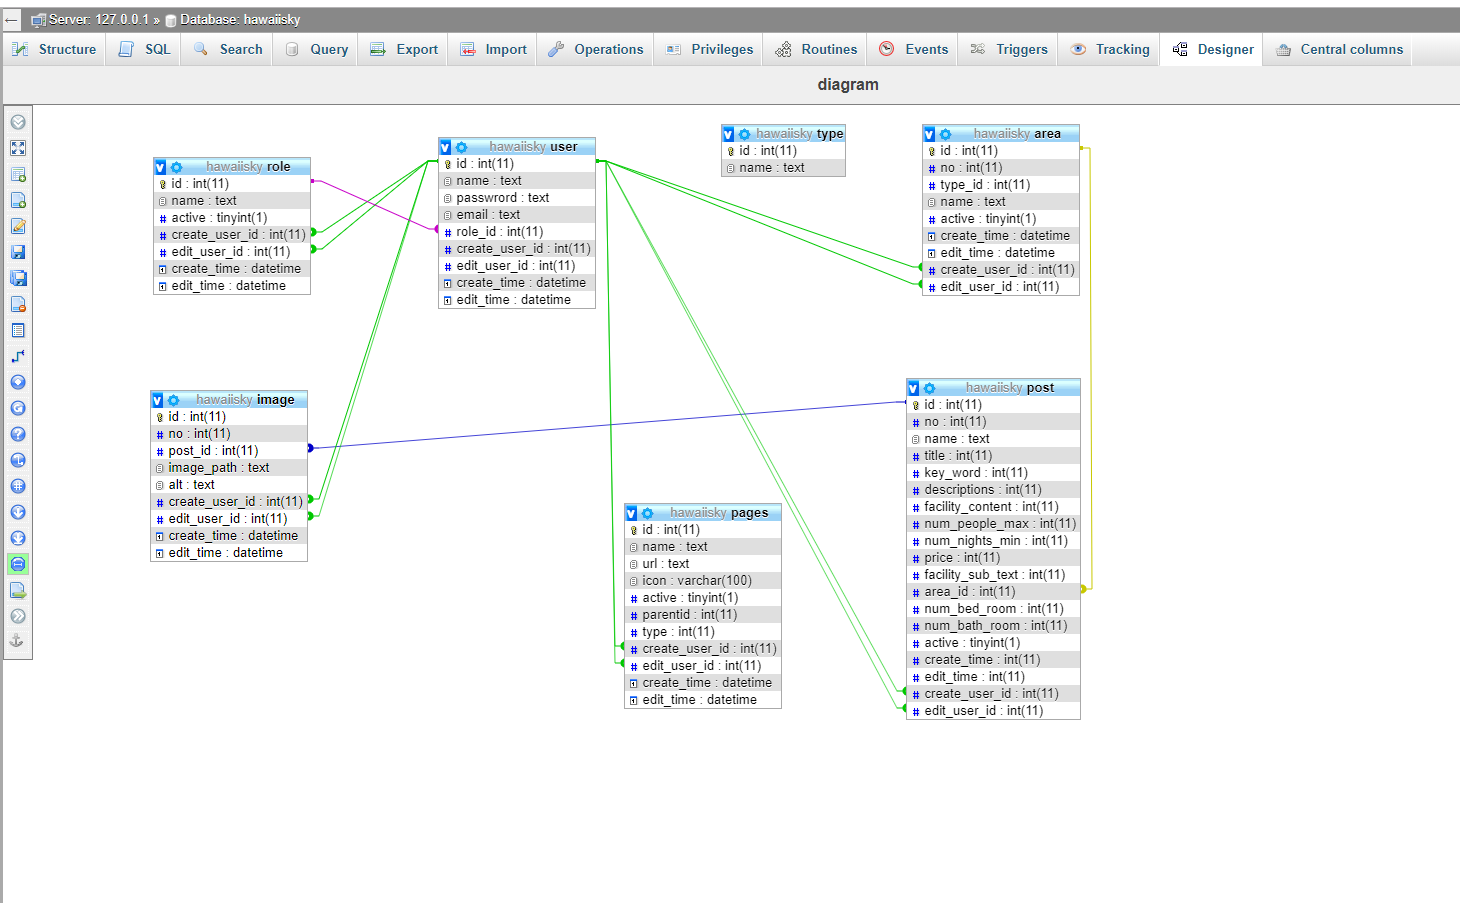 Server: 127.0.0.1 » Database: hawaiisky
Structure SQL Search Query Export Import Operations Privileges Routines Events Triggers Tracking Designer Central columns
diagram
hawaiisky role
id : int(11)
name : text
active : tinyint(1)
create_user_id : int(11)
edit_user_id : int(11)
create_time : datetime
edit_time : datetime
hawaiisky user
id : int(11)
name : text
passwrord : text
email : text
role_id : int(11)
create_user_id : int(11)
edit_user_id : int(11)
create_time : datetime
edit_time : datetime
hawaiisky type
id : int(11)
name : text
hawaiisky area
id : int(11)
no : int(11)
type_id : int(11)
name : text
active : tinyint(1)
create_time : datetime
edit_time : datetime
create_user_id : int(11)
edit_user_id : int(11)
hawaiisky image
id : int(11)
no : int(11)
post_id : int(11)
image_path : text
alt : text
create_user_id : int(11)
edit_user_id : int(11)
create_time : datetime
edit_time : datetime
hawaiisky pages
id : int(11)
name : text
url : text
icon : varchar(100)
active : tinyint(1)
parentid : int(11)
type : int(11)
create_user_id : int(11)
edit_user_id : int(11)
create_time : datetime
edit_time : datetime
hawaiisky post
id : int(11)
no : int(11)
name : text
title : int(11)
key_word : int(11)
descriptions : int(11)
facility_content : int(11)
num_people_max : int(11)
num_nights_min : int(11)
price : int(11)
facility_sub_text : int(11)
area_id : int(11)
num_bed_room : int(11)
num_bath_room : int(11)
active : tinyint(1)
create_time : int(11)
edit_time : int(11)
create_user_id : int(11)
edit_user_id : int(11)